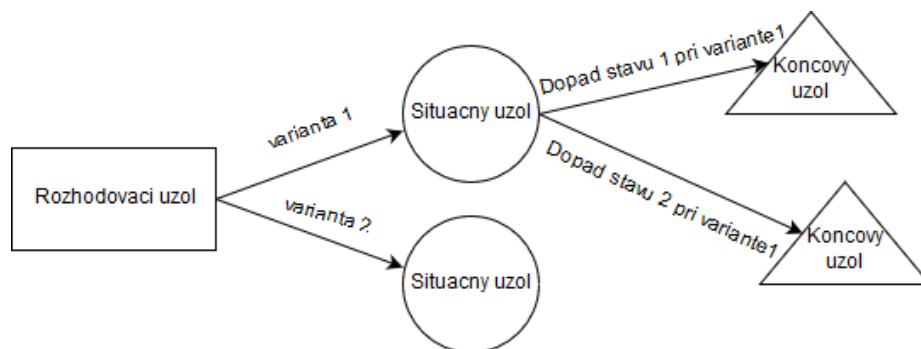 Rozhodovaci uzol
varianta 1
varianta 2
Situacny uzol
Situacny uzol
Dopad stavu 1 pri variante1
Dopad stavu 2 pri variante1
Koncovy
uzol
Koncovy
uzol